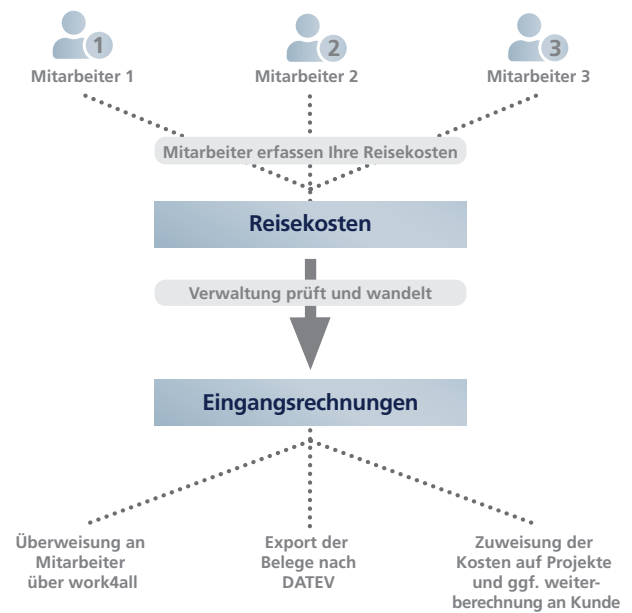 1
2
3
Mitarbeiter 1
Mitarbeiter 2
Mitarbeiter 3
Mitarbeiter erfassen Ihre Reisekosten
Reisekosten
Verwaltung prüft und wandelt
Eingangsrechnungen
Überweisung an
Mitarbeiter
über work4all
Export der
Belege nach
DATEV
Zuweisung der
Kosten auf Projekte
und ggf. weiter-
berechnung an Kunde